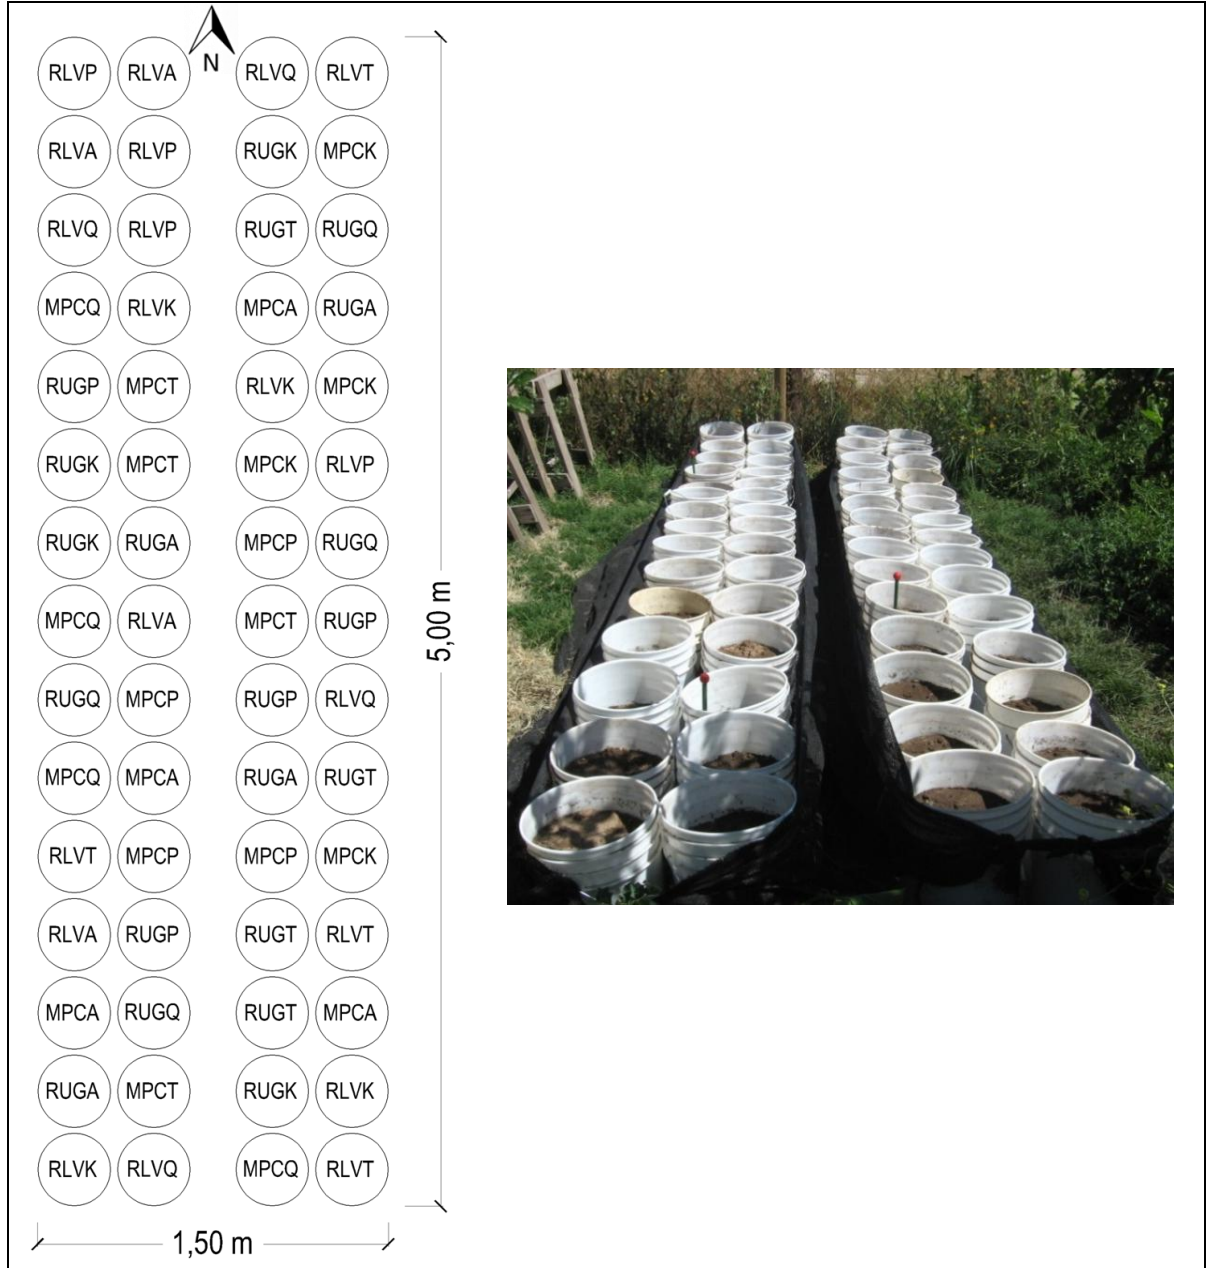 N
RLVP RLVA RLVQ RLVT
RLVA RLVP RUGK MPCK
RLVQ RLVP RUGT RUGQ
MPCQ RLVK MPCA RUGA
RUGP MPCT RLVK MPCK
RUGK MPCT MPCK RLVP
RUGK RUGA MPCP RUGQ
MPCQ RLVA MPCT RUGP
RUGQ MPCP RUGP RLVQ
MPCQ MPCA RUGA RUGT
RLVT MPCP MPCP MPCK
RLVA RUGP RUGT RLVT
MPCA RUGQ RUGT MPCA
RUGA MPCT RUGK RLVK
RLVK RLVQ MPCQ RLVT
5,00 m
1,50 m